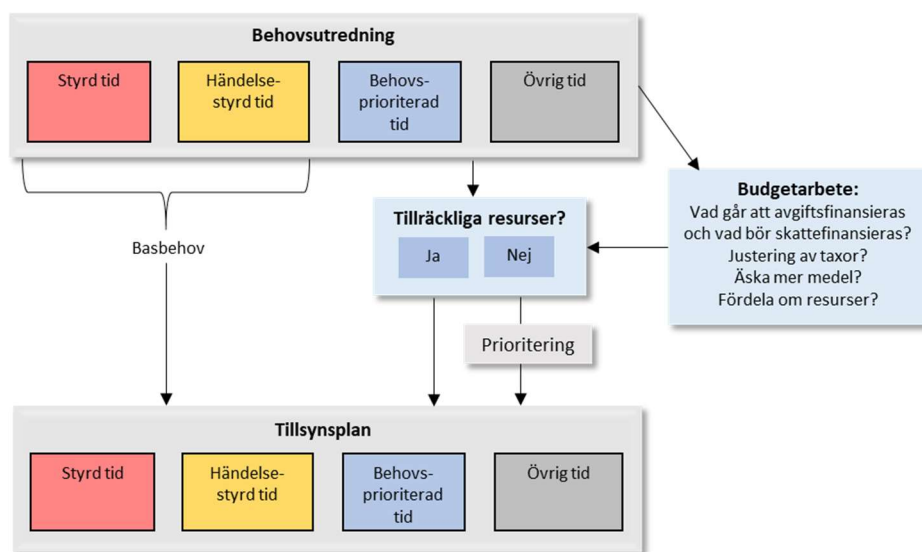 Behovsutredning
Styrd tid
Händelse-
styrd tid
Behovs-
prioriterad
tid
Övrig tid
Basbehov
Tillräckliga resurser?
Ja
Nej
Budgetarbete:
Vad går att avgiftsfinansieras
och vad bör skattefinansieras?
Justering av taxor?
Äska mer medel?
Fördela om resurser?
Prioritering
Tillsynsplan
Styrd tid
Händelse-
styrd tid
Behovs-
prioriterad
tid
Övrig tid